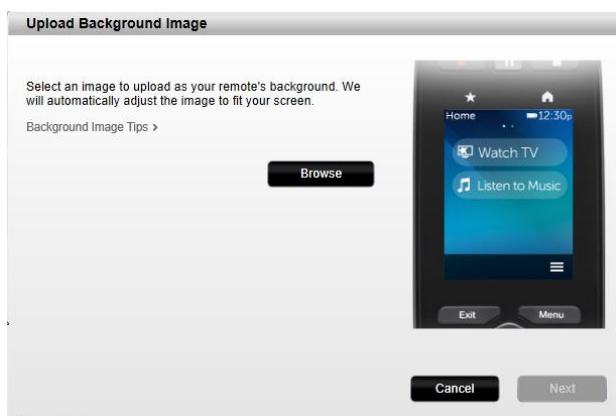 Upload Background Image
Select an image to upload as your remote's background. We
will automatically adjust the image to fit your screen.
Background Image Tips >
Browse
Home 12:30p
Watch TV
Listen to Music
Exit Menu
Cancel Next